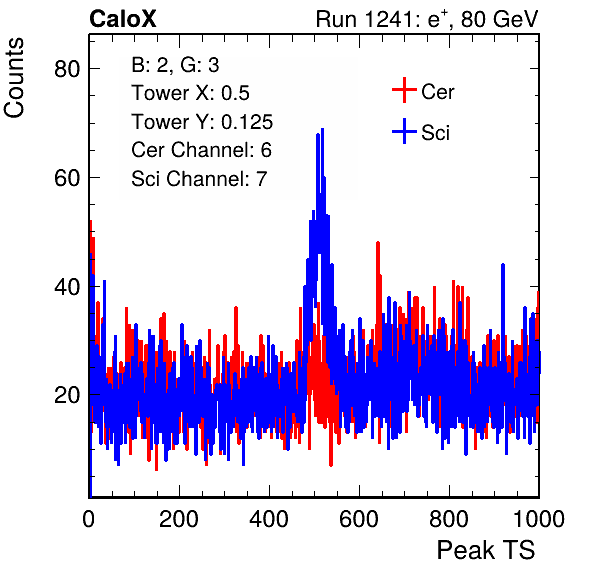 CaloX Run 1241: e⁺, 80 GeV
B: 2, G: 3
Tower X: 0.5
Tower Y: 0.125
Cer Channel: 6
Sci Channel: 7
Cer
Sci
Counts
80
60
40
20
0 200 400 600 800 1000
Peak TS